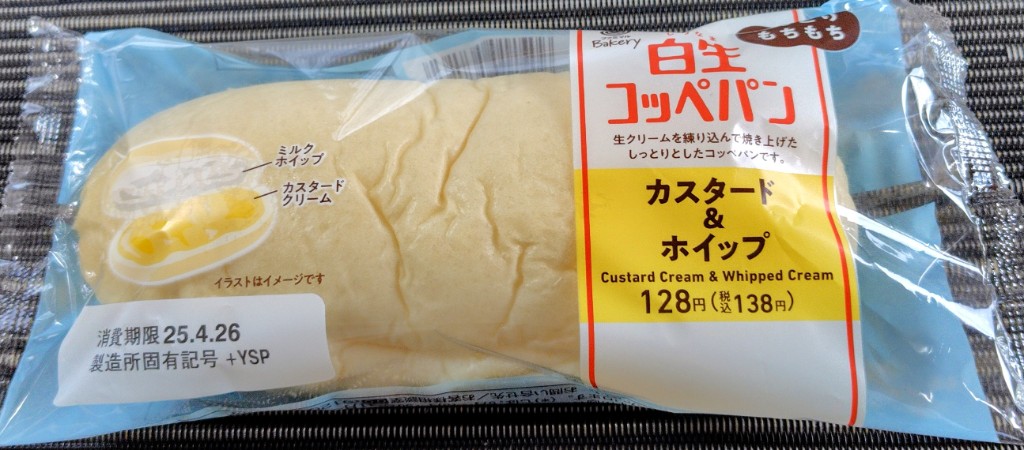 Bakery
もちもち
白生
コッペパン
生クリームを練り込んで焼き上げた
しっとりとしたコッペパンです。
カスタード
&
ホイップ
Custard Cream & Whipped Cream
128円(税込138円)
ミルク
ホイップ
カスタード
クリーム
イラストはイメージです
消費期限 25.4.26
製造所固有記号 +YSP